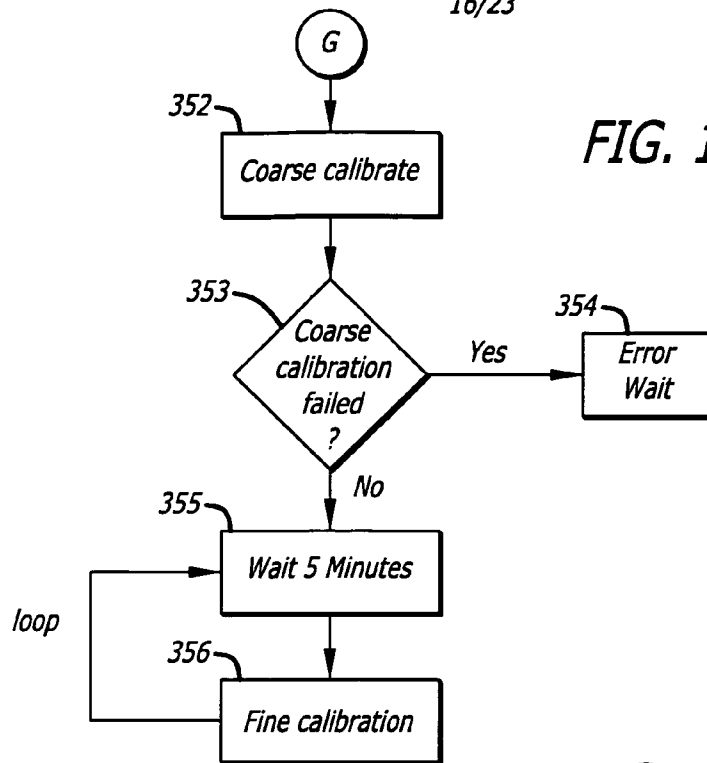 16/23
G
352
Coarse calibrate
FIG. 1
353
Coarse
calibration
failed
?
Yes
354
Error
Wait
No
355
Wait 5 Minutes
loop
356
Fine calibration